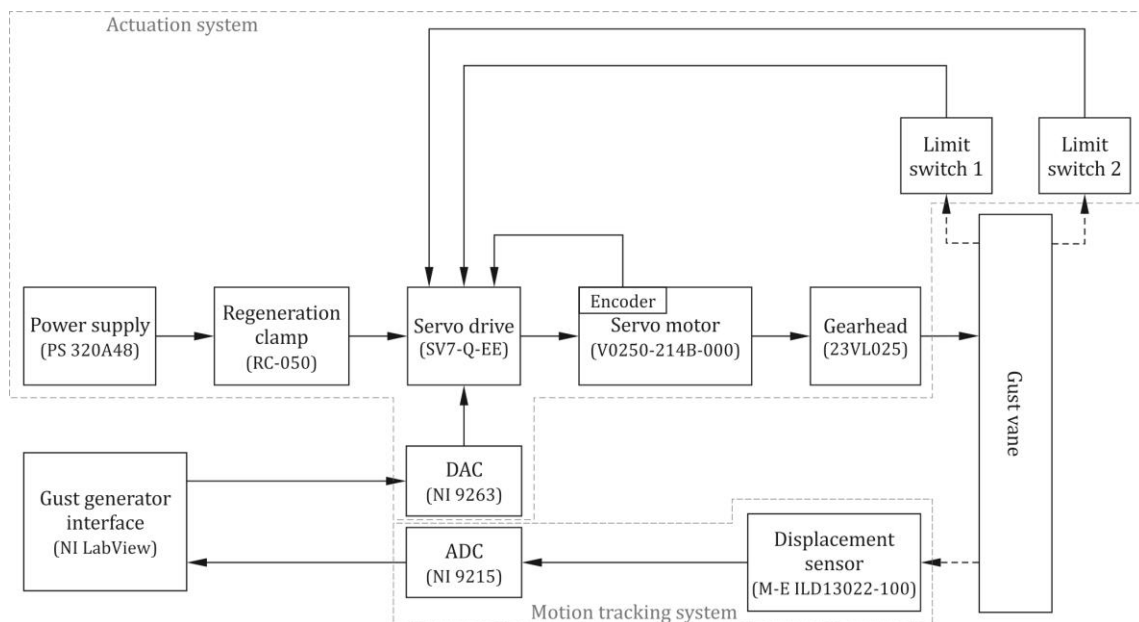 Actuation system
Limit
switch 1
Limit
switch 2
Power supply
(PS 320A48)
Regeneration
clamp
(RC-050)
Servo drive
(SV7-Q-EE)
Encoder
Servo motor
(V0250-214B-000)
Gearhead
(23VL025)
Gust vane
Gust generator
interface
(NI LabView)
DAC
(NI 9263)
ADC
(NI 9215)
Displacement
sensor
(M-E ILD13022-100)
Motion tracking system